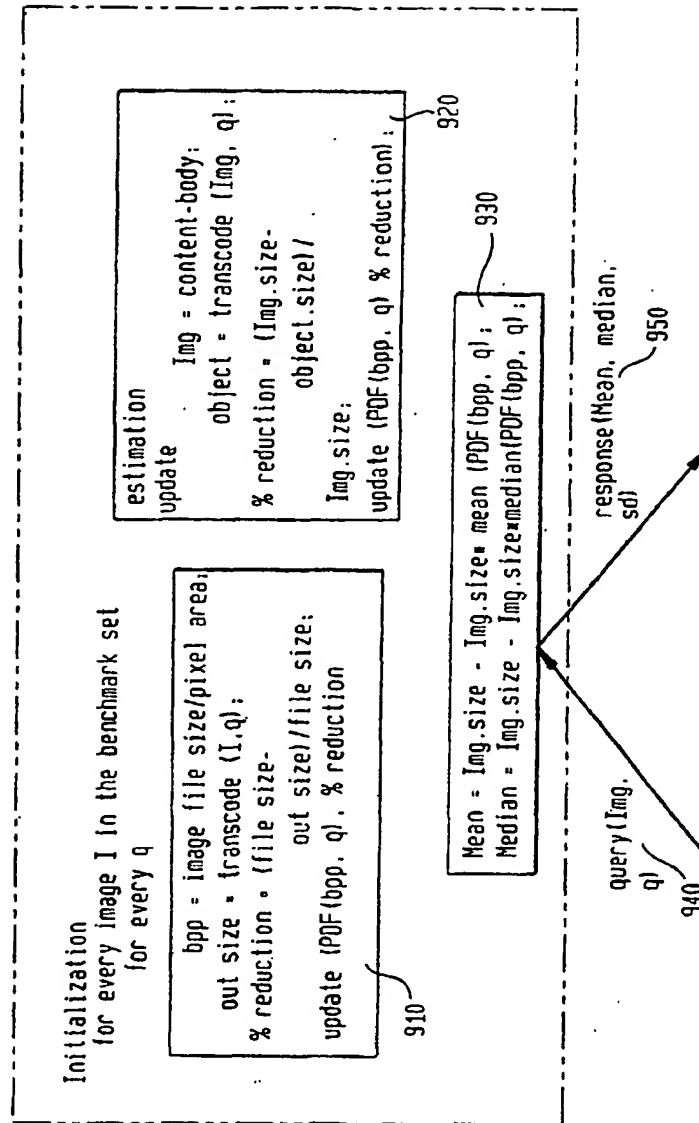 Initialization
for every image I in the benchmark set
for every q
bpp = image file size/pixel area;
out size = transcode (I,q);
% reduction = (file size-
out size)/file size;
update (PDF(bpp, q), % reduction
910
estimation
update
Img = content-body;
object = transcode (Img, q);
% reduction = (Img.size-
object.size)/
Img.size;
update (PDF(bpp, q) % reduction);
920
Mean = Img.size - Img.size* mean (PDF(bpp, q);
Median = Img.size - Img.size*median(PDF(bpp, q);
930
query(Img,
q)
940
response(Mean, median,
sd)
950